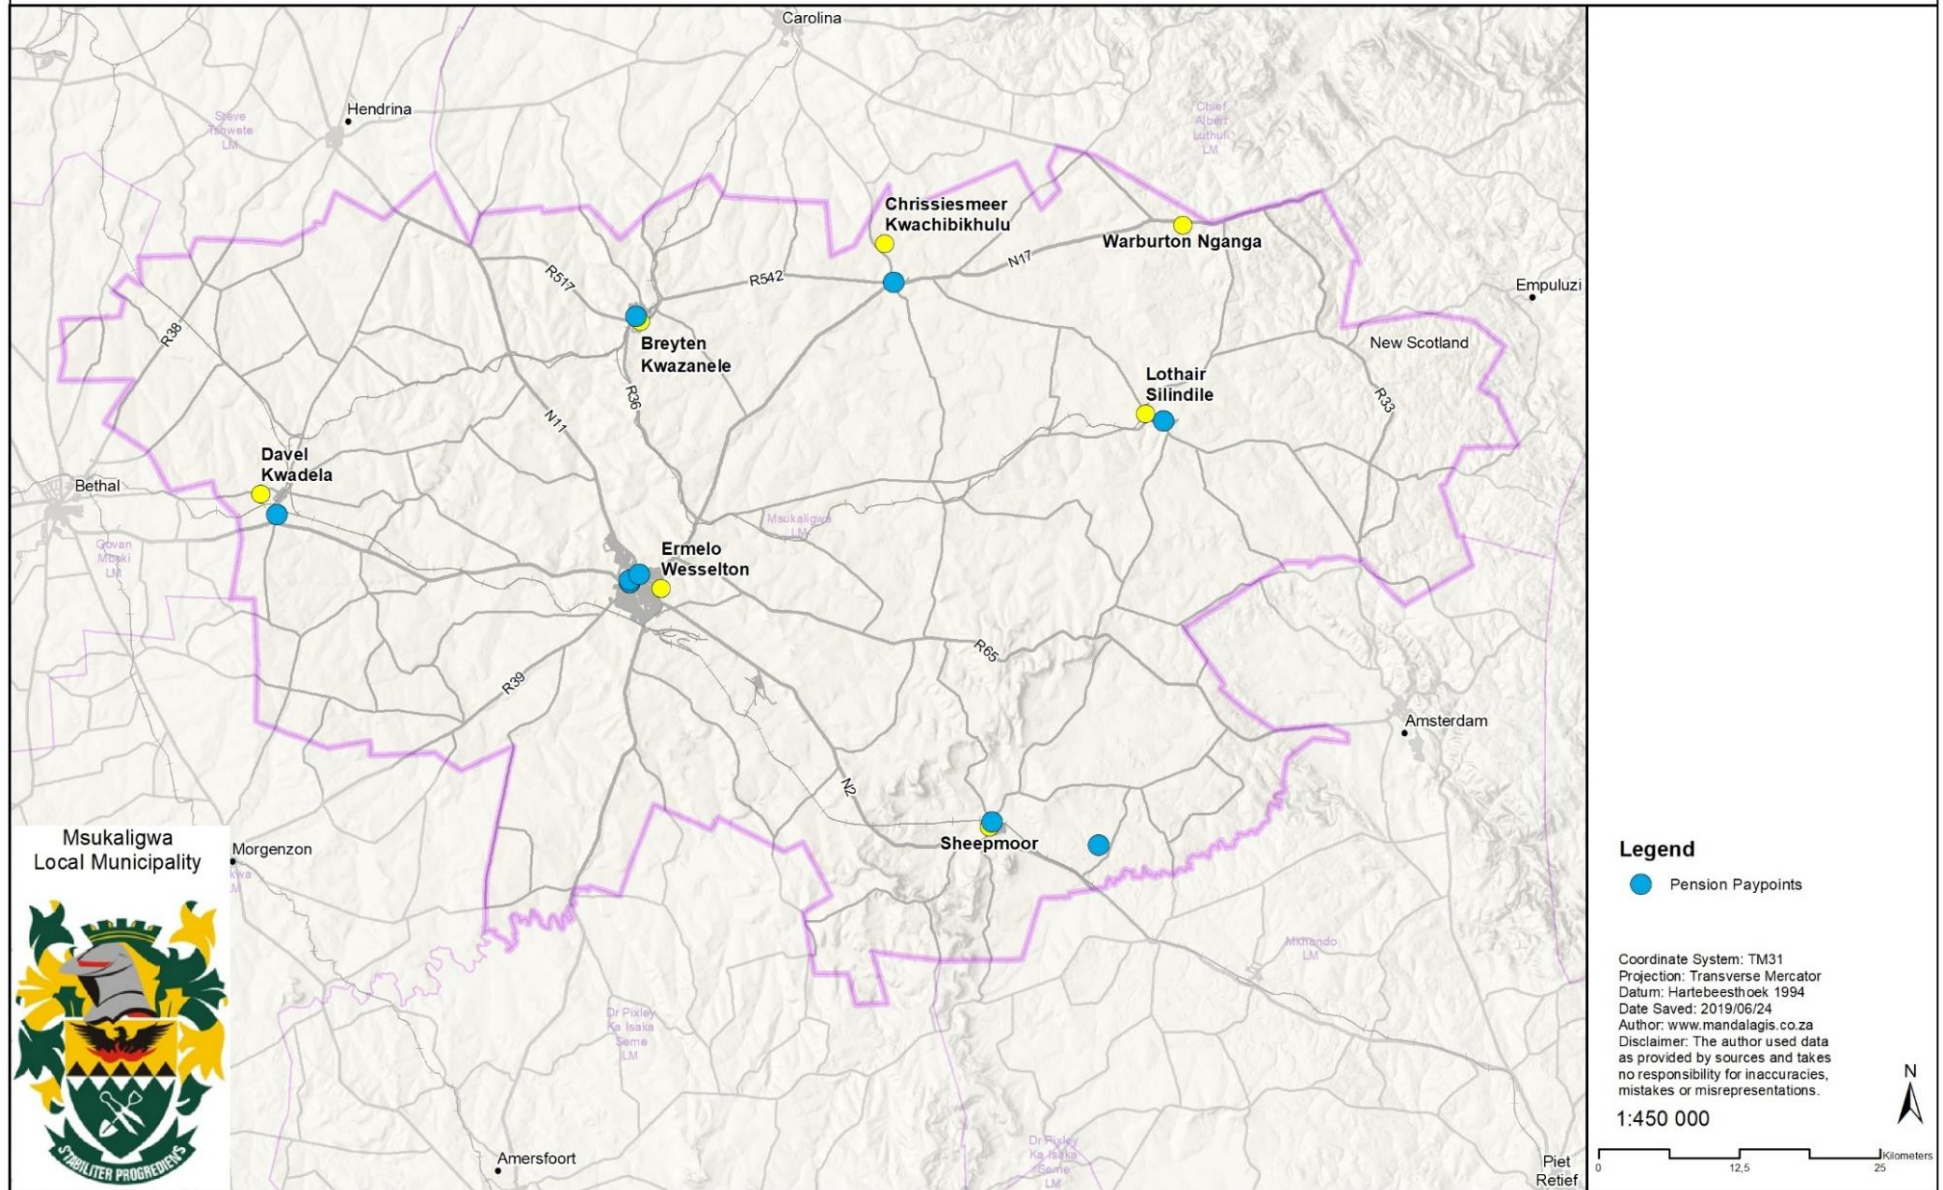 Carolina
Hendrina
Steve
Tshwete
LM
Chief
Albert
Luthuli
LM
Chrissiesmeer
Kwachibikhulu
Warburton Nganga
N17
R517
R542
Empuluzi
R38
Breyten
Kwazanele
New Scotland
Lothair
Silindile
R36
R33
N11
Davel
Kwadela
Bethal
Msukaligwa
LM
Govan
Mbeki
LM
Ermelo
Wesselton
R65
R39
Amsterdam
N2
Sheepmoor
Msukaligwa
Local Municipality
Morgenzon
kwa
LM
STABILITER PROGREDIENS
Mkhondo
LM
Dr Pixley
Ka Isaka
Seme
LM
Dr Pixley
Ka Isaka
Seme
LM
Amersfoort
Piet
Retief
Legend
Pension Paypoints
Coordinate System: TM31
Projection: Transverse Mercator
Datum: Hartebeesthoek 1994
Date Saved: 2019/06/24
Author: www.mandalagis.co.za
Disclaimer: The author used data
as provided by sources and takes
no responsibility for inaccuracies,
mistakes or misrepresentations.
N
1:450 000
Kilometers
0 12,5 25